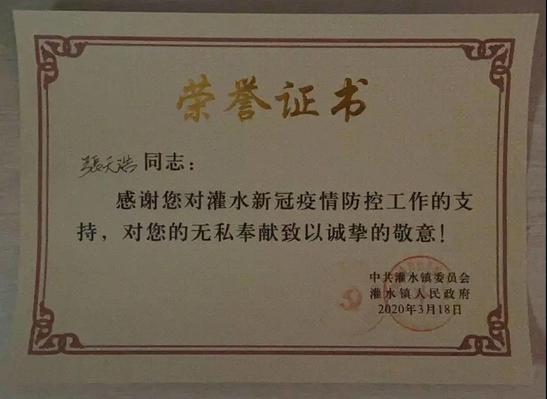 荣誉证书
張天浩同志：
感谢您对灌水新冠疫情防控工作的支
持，对您的无私奉献致以诚挚的敬意！
中共灌水镇委员会
灌水镇人民政府
2020年3月18日